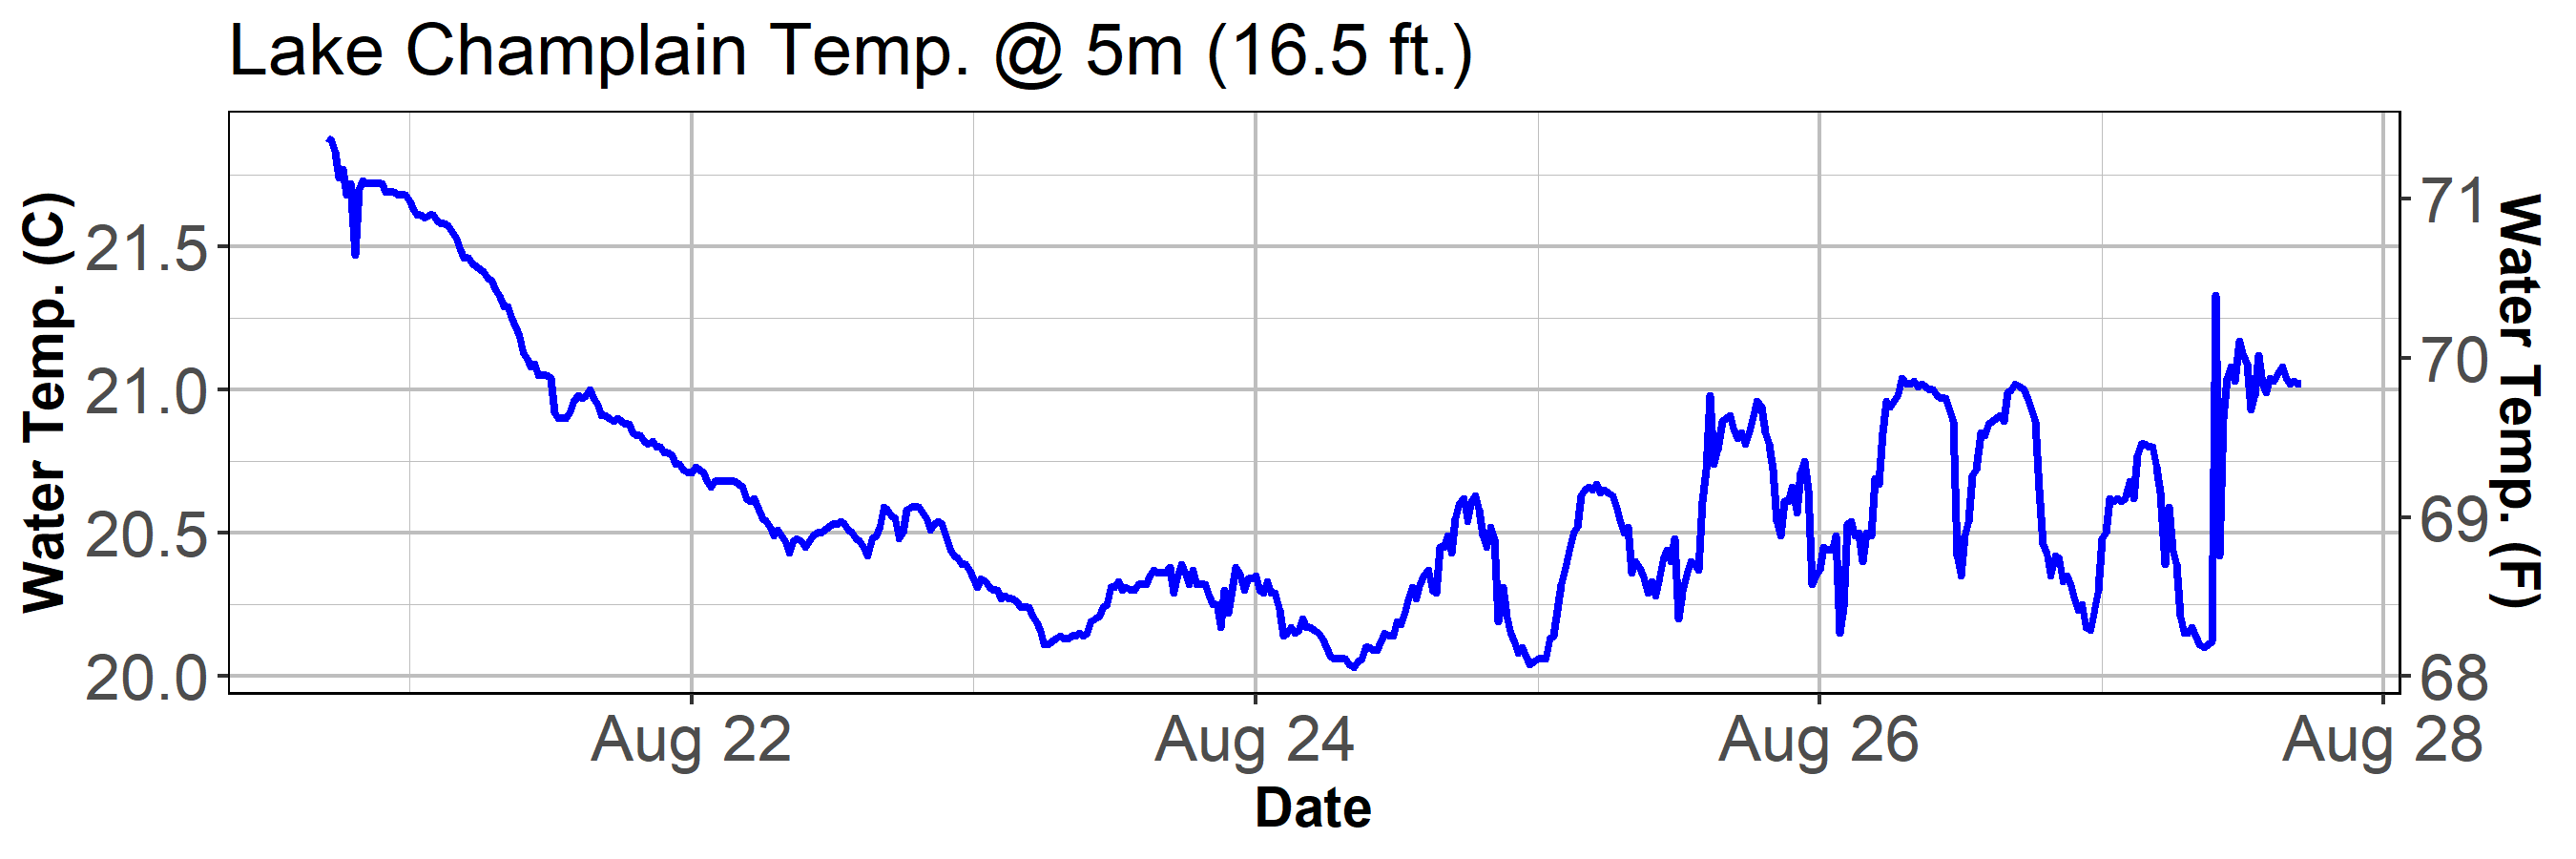 Lake Champlain Temp. @ 5m (16.5 ft.)
Water Temp. (C)
21.5
21.0
20.5
20.0
71
70
69
68
Water Temp. (F)
Aug 22
Aug 24
Aug 26
Aug 28
Date